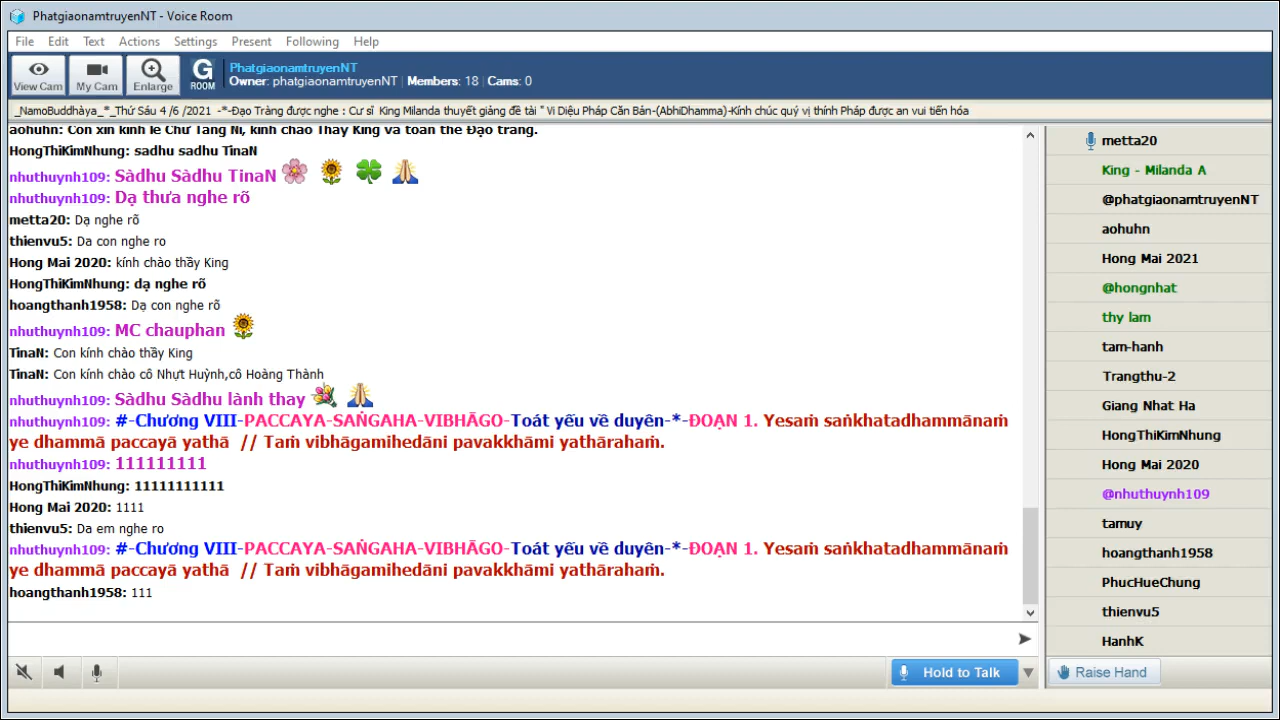 PhatgiaonamtruyenNT - Voice Room
File Edit Text Actions Settings Present Following Help
View Cam
My Cam
Enlarge
G
ROOM
PhatgiaonamtruyenNT
Owner: phatgiaonamtruyenNT | Members: 18 | Cams: 0
_NamoBuddhàya_*_Thứ Sáu 4 /6 /2021 -*-Đạo Tràng được nghe : Cư sĩ King Milanda thuyết giảng đề tài " Vi Diệu Pháp Căn Bản-(AbhiDhamma)-Kính chúc quý vị thính Pháp được an vui tiến hóa
aohuhn: Con xin kính lễ Chư Tăng Ni, kính chào Thầy King và toàn thể Đạo tràng.
HongThiKimNhung: sadhu sadhu TinaN
nhuthuynh109: Sàdhu Sàdhu TinaN
nhuthuynh109: Dạ thưa nghe rõ
metta20: Dạ nghe rõ
thienvu5: Da con nghe ro
Hong Mai 2020: kính chào thầy King
HongThiKimNhung: dạ nghe rõ
hoangthanh1958: Dạ con nghe rõ
nhuthuynh109: MC chauphan
TinaN: Con kính chào thầy King
TinaN: Con kính chào cô Nhựt Huỳnh,cô Hoàng Thành
nhuthuynh109: Sàdhu Sàdhu lành thay
nhuthuynh109: #-Chương VIII-PACCAYA-SAṄGAHA-VIBHĀGO-Toát yếu về duyên-*-ĐOẠN 1. Yesaṁ saṅkhatadhammānaṁ
ye dhammā paccayā yathā // Taṁ vibhāgamihedāni pavakkhāmi yathārahaṁ.
nhuthuynh109: 111111111
HongThiKimNhung: 11111111111
Hong Mai 2020: 1111
thienvu5: Da em nghe ro
nhuthuynh109: #-Chương VIII-PACCAYA-SAṄGAHA-VIBHĀGO-Toát yếu về duyên-*-ĐOẠN 1. Yesaṁ saṅkhatadhammānaṁ
ye dhammā paccayā yathā // Taṁ vibhāgamihedāni pavakkhāmi yathārahaṁ.
hoangthanh1958: 111
Hold to Talk
metta20
King - Milanda A
@phatgiaonamtruyenNT
aohuhn
Hong Mai 2021
@hongnhat
thy lam
tam-hanh
Trangthu-2
Giang Nhat Ha
HongThiKimNhung
Hong Mai 2020
@nhuthuynh109
tamuy
hoangthanh1958
PhucHueChung
thienvu5
HanhK
Raise Hand